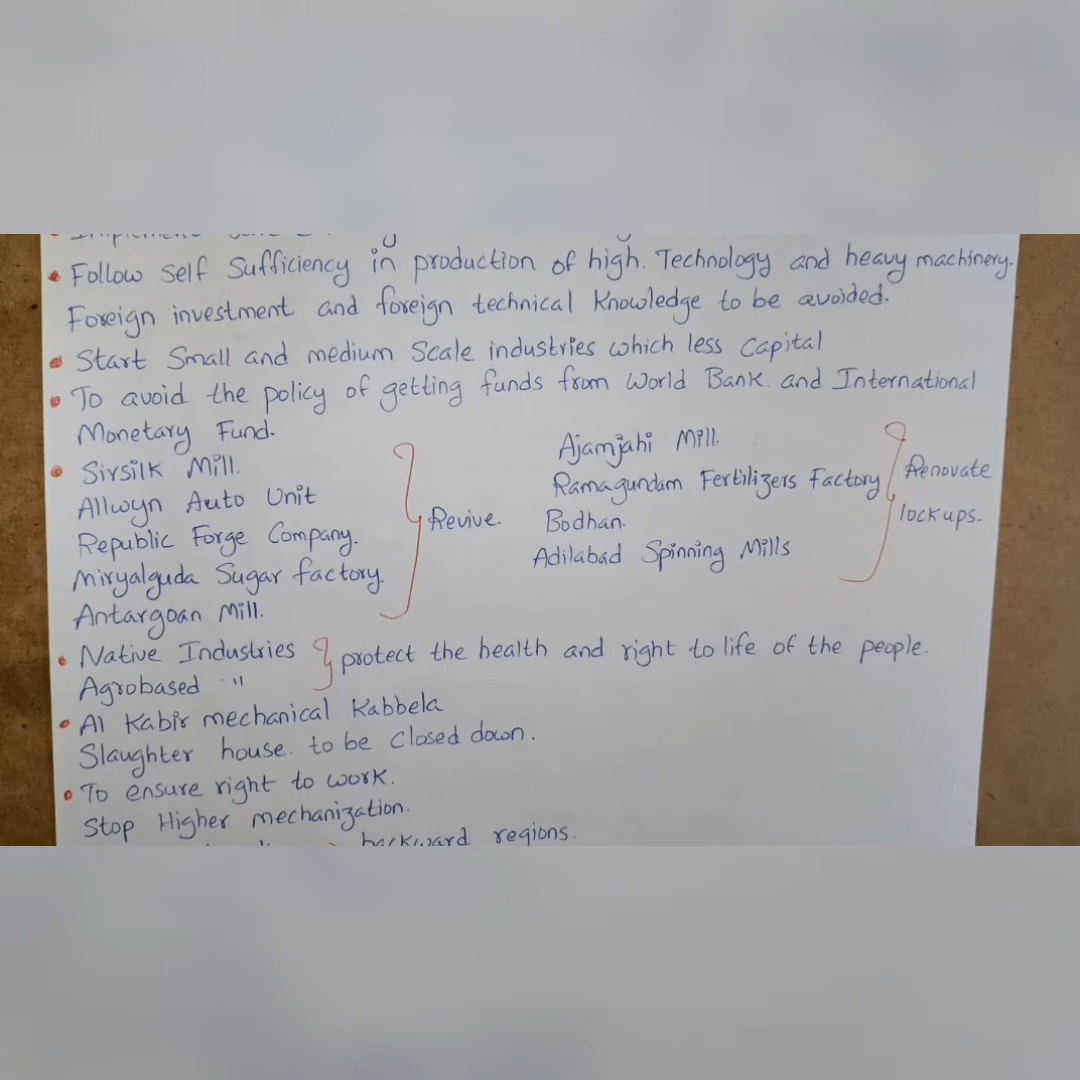 Follow Self Sufficiency in production of high. Technology and heavy machinery.
Foreign investment and foreign technical knowledge to be avoided.
Start Small and medium Scale industries which less capital
To avoid the policy of getting funds from World Bank. and International
Monetary Fund.
Sirsilk Mill.
Allwyn Auto Unit
Republic Forge Company.
Miryalguda Sugar factory.
Antargoan Mill.
Revive.
Ajamjahi Mill.
Ramagundam Fertilizers Factory
Bodhan.
Adilabad Spinning Mills
Renovate
lockups.
Native Industries } protect the health and right to life of the people.
Agrobased "
Al Kabir mechanical Kabbela
Slaughter house. to be closed down.
To ensure right to work.
Stop Higher mechanization.
backward regions.